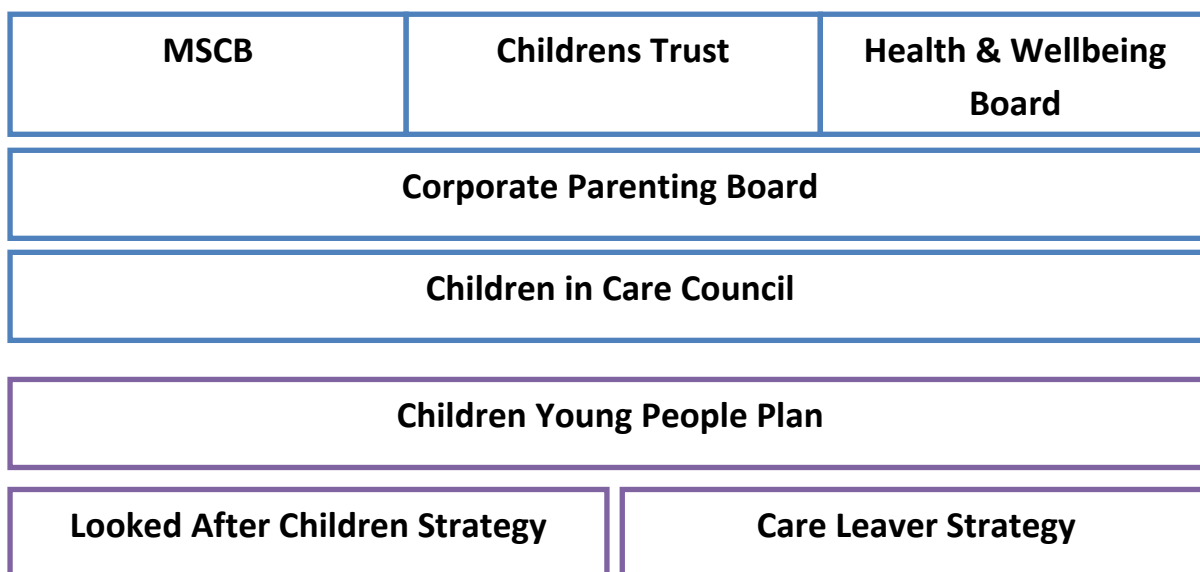 MSCB
Childrens Trust
Health & Wellbeing
Board
Corporate Parenting Board
Children in Care Council
Children Young People Plan
Looked After Children Strategy
Care Leaver Strategy